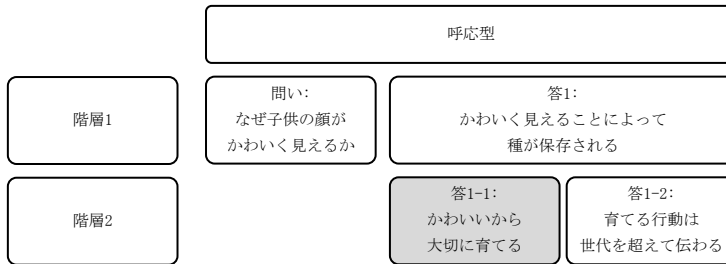 呼応型
階層1
問い:
なぜ子供の顔が
かわいく見えるか
答1:
かわいく見えることによって
種が保存される
階層2
答1-1:
かわいいから
大切に育てる
答1-2:
育てる行動は
世代を超えて伝わる